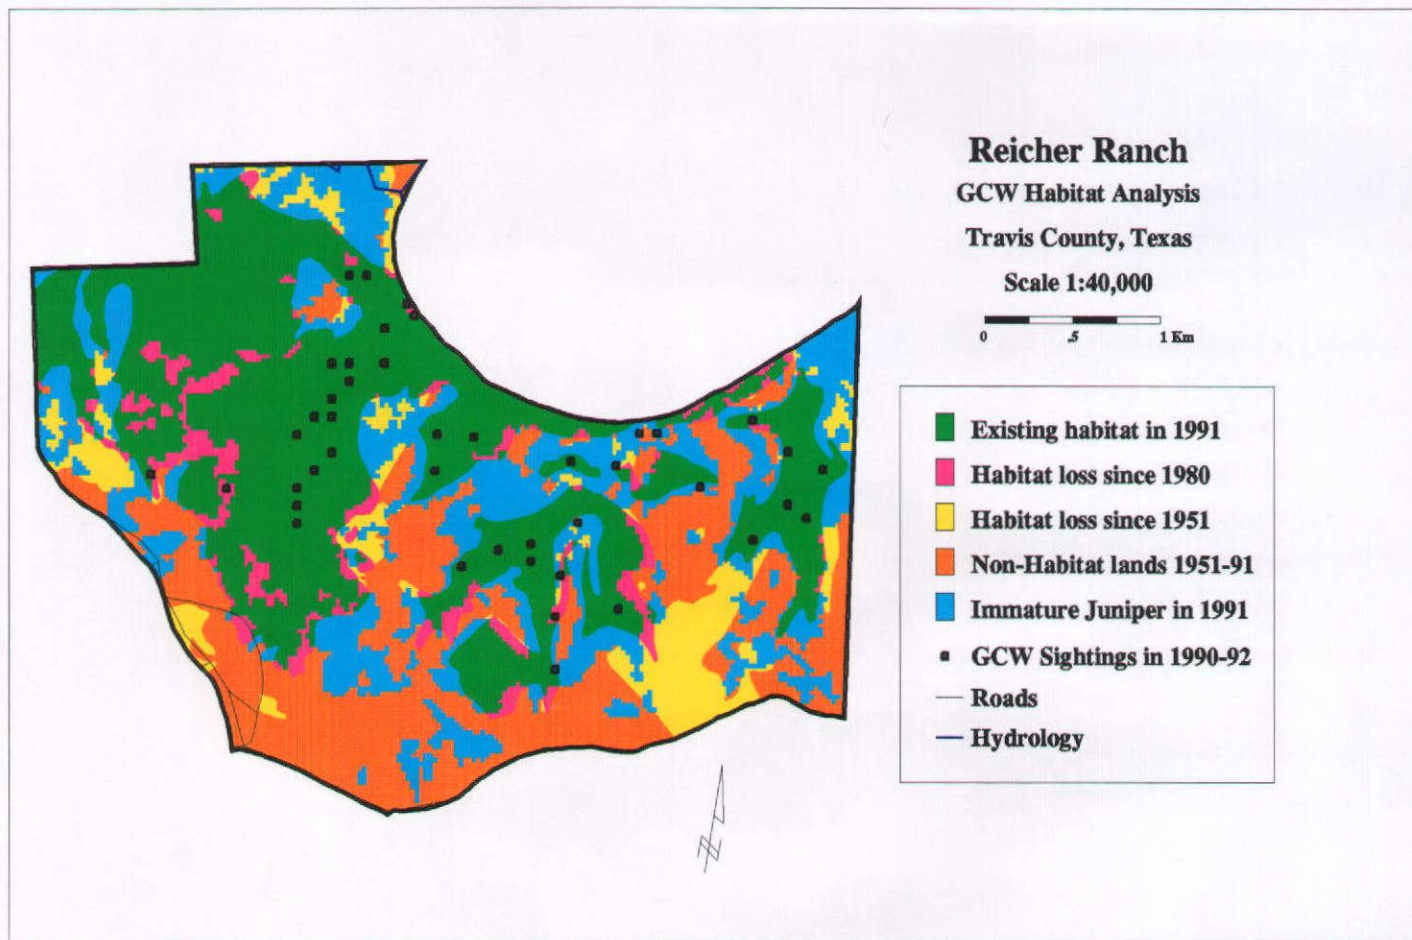 Reicher Ranch
GCW Habitat Analysis
Travis County, Texas
Scale 1:40,000
0 .5 1 Km
Existing habitat in 1991
Habitat loss since 1980
Habitat loss since 1951
Non-Habitat lands 1951-91
Immature Juniper in 1991
GCW Sightings in 1990-92
Roads
Hydrology
N